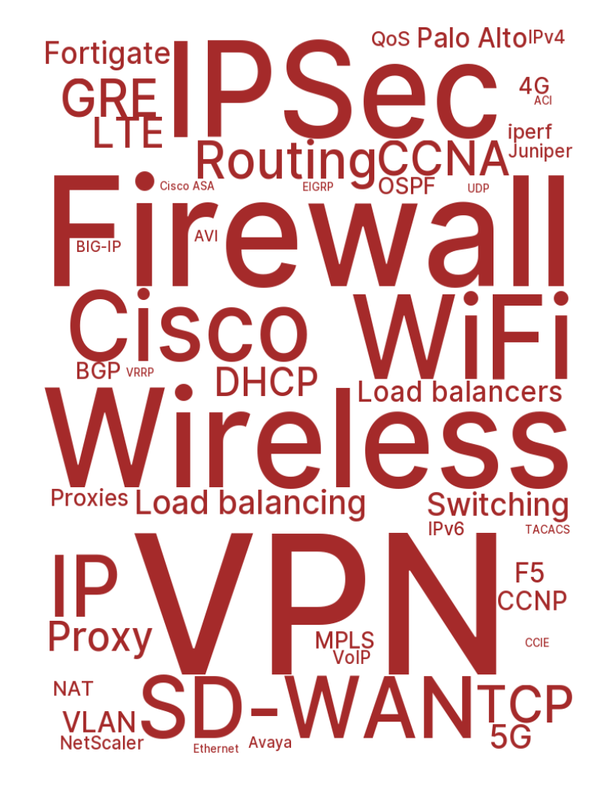 QoS
Palo Alto
IPv4
Fortigate
IPSec
GRE
4G
ACI
LTE
iperf
Routing
CCNA
Juniper
Cisco ASA
EIGRP
OSPF
UDP
Firewall
BIG-IP
AVI
Cisco
WiFi
BGP
VRRP
DHCP
Load balancers
Wireless
Proxies
Load balancing
Switching
IPv6
TACACS
VPN
IP
F5
CCNP
Proxy
MPLS
VoIP
CCIE
NAT
SD-WAN
TCP
VLAN
5G
NetScaler
Ethernet
Avaya